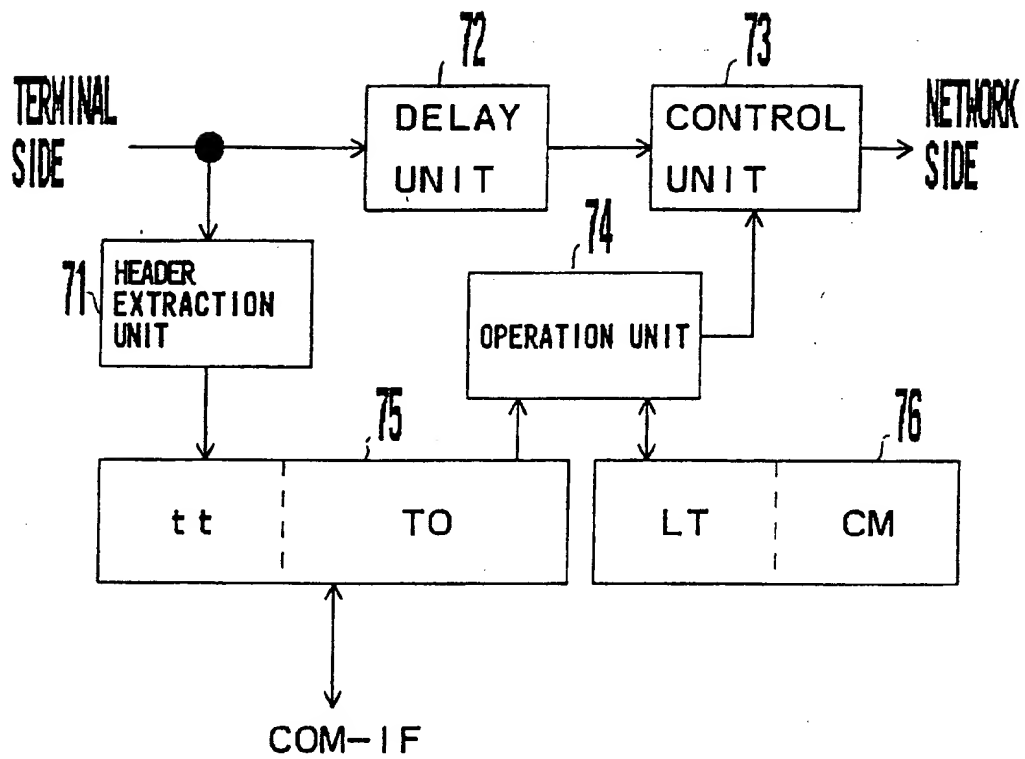 72
73
TERMINAL
SIDE
DELAY
UNIT
CONTROL
UNIT
NETWORK
SIDE
74
71
HEADER
EXTRACTION
UNIT
OPERATION UNIT
75
76
tt
TO
LT
CM
COM-IF